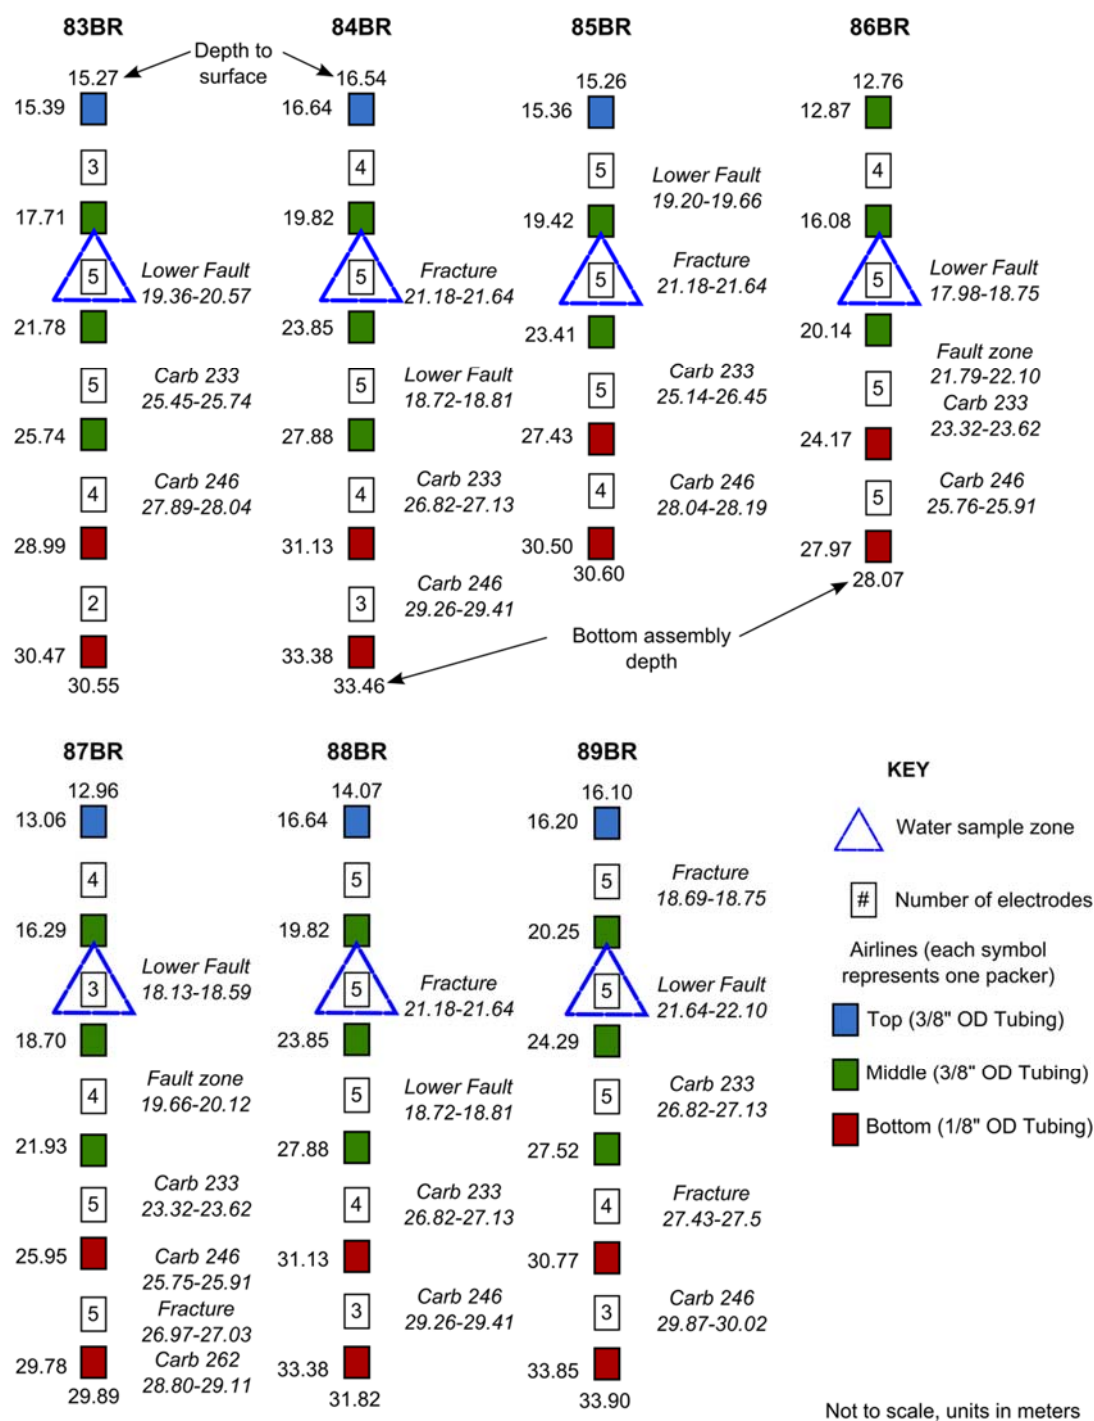 83BR
84BR
85BR
86BR
Depth to
surface
15.27
16.54
15.26
12.76
15.39
16.64
15.36
12.87
3
4
5
4
Lower Fault
19.20-19.66
17.71
19.82
19.42
16.08
5
Lower Fault
19.36-20.57
5
Fracture
21.18-21.64
5
Fracture
21.18-21.64
5
Lower Fault
17.98-18.75
21.78
23.85
23.41
20.14
5
Carb 233
25.45-25.74
5
Lower Fault
18.72-18.81
5
Carb 233
25.14-26.45
5
Fault zone
21.79-22.10
Carb 233
23.32-23.62
25.74
27.88
27.43
24.17
4
Carb 246
27.89-28.04
4
Carb 233
26.82-27.13
4
Carb 246
28.04-28.19
5
Carb 246
25.76-25.91
28.99
31.13
30.50
27.97
30.60
28.07
2
3
Carb 246
29.26-29.41
Bottom assembly
depth
30.47
33.38
30.55
33.46
87BR
88BR
89BR
12.96
14.07
16.10
13.06
16.64
16.20
4
5
5
Fracture
18.69-18.75
16.29
19.82
20.25
3
Lower Fault
18.13-18.59
5
Fracture
21.18-21.64
5
Lower Fault
21.64-22.10
18.70
23.85
24.29
4
Fault zone
19.66-20.12
5
Lower Fault
18.72-18.81
5
Carb 233
26.82-27.13
21.93
27.88
27.52
5
Carb 233
23.32-23.62
4
Carb 233
26.82-27.13
4
Fracture
27.43-27.5
25.95
Carb 246
25.75-25.91
31.13
30.77
5
Fracture
26.97-27.03
3
Carb 246
29.26-29.41
3
Carb 246
29.87-30.02
29.78
Carb 262
28.80-29.11
33.38
33.85
29.89
31.82
33.90
KEY
Water sample zone
# Number of electrodes
Airlines (each symbol
represents one packer)
Top (3/8" OD Tubing)
Middle (3/8" OD Tubing)
Bottom (1/8" OD Tubing)
Not to scale, units in meters